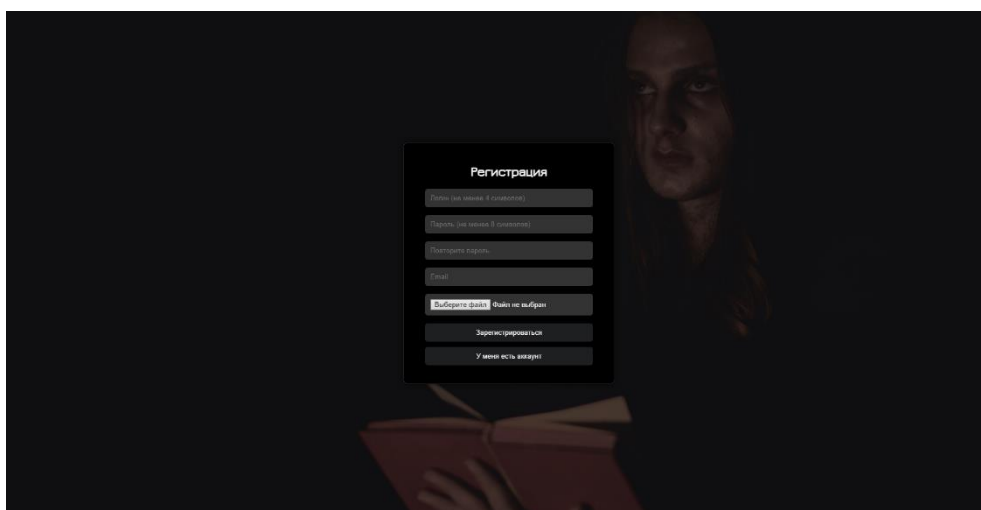 Регистрация
Логин (не менее 4 символов)
Пароль (не менее 8 символов)
Повторите пароль
Email
Выберите файл Файл не выбран
Зарегистрироваться
У меня есть аккаунт